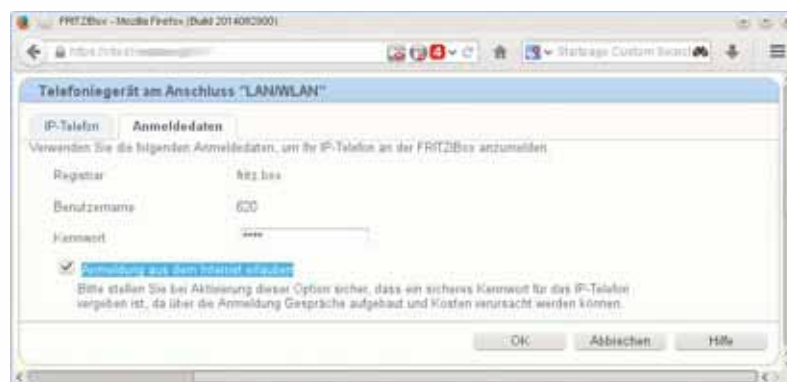 FRITZ!Box - Mozilla Firefox (Build 20140902000)
4
Startpage Custom Search
Telefoniegerät am Anschluss "LAN/WLAN"
IP-Telefon Anmeldedaten
Verwenden Sie die folgenden Anmeldedaten, um Ihr IP-Telefon an der FRITZ!Box anzumelden
Registrar fritz.box
Benutzername 620
Kennwort ****
Anmeldung aus dem Internet erlauben
Bitte stellen Sie bei Aktivierung dieser Option sicher, dass ein sicheres Kennwort für das IP-Telefon
vergeben ist, da über die Anmeldung Gespräche aufgebaut und Kosten verursacht werden können.
OK Abbrechen Hilfe